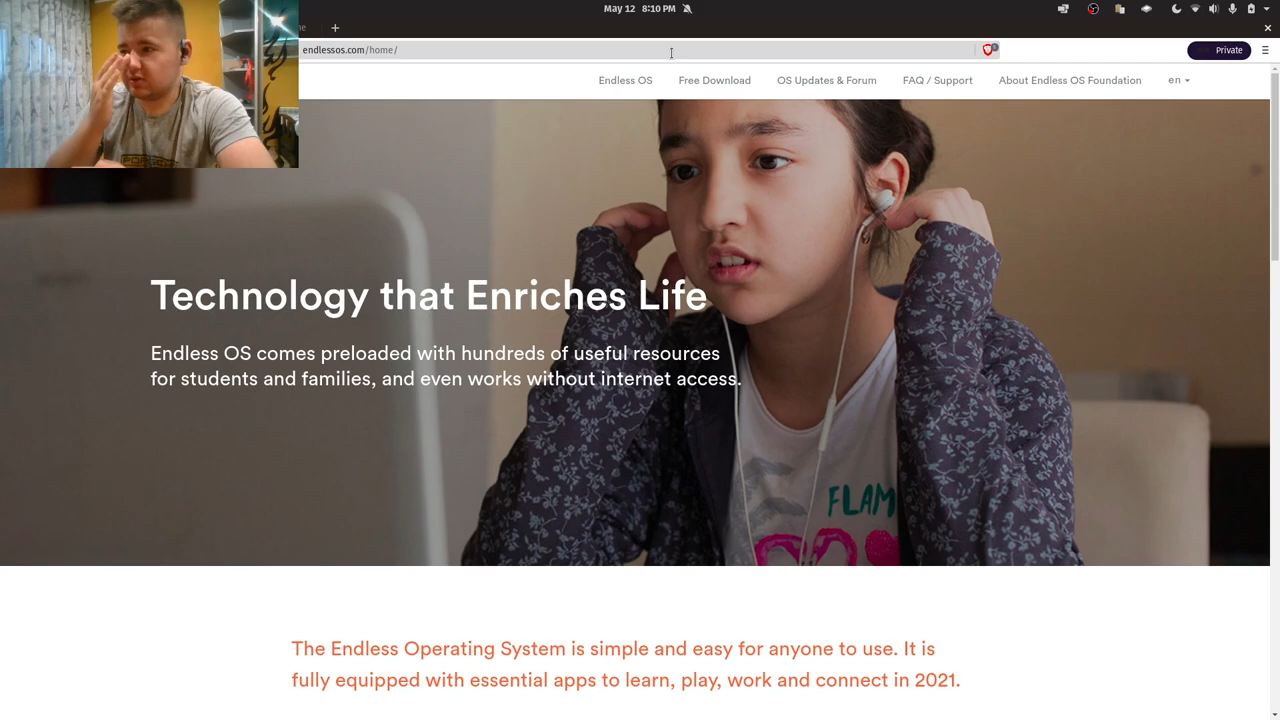 May 12 8:10 PM
endlessos.com/home/
Private
Endless OS
Free Download
OS Updates & Forum
FAQ / Support
About Endless OS Foundation
en
Technology that Enriches Life
Endless OS comes preloaded with hundreds of useful resources
for students and families, and even works without internet access.
FLAM
The Endless Operating System is simple and easy for anyone to use. It is
fully equipped with essential apps to learn, play, work and connect in 2021.